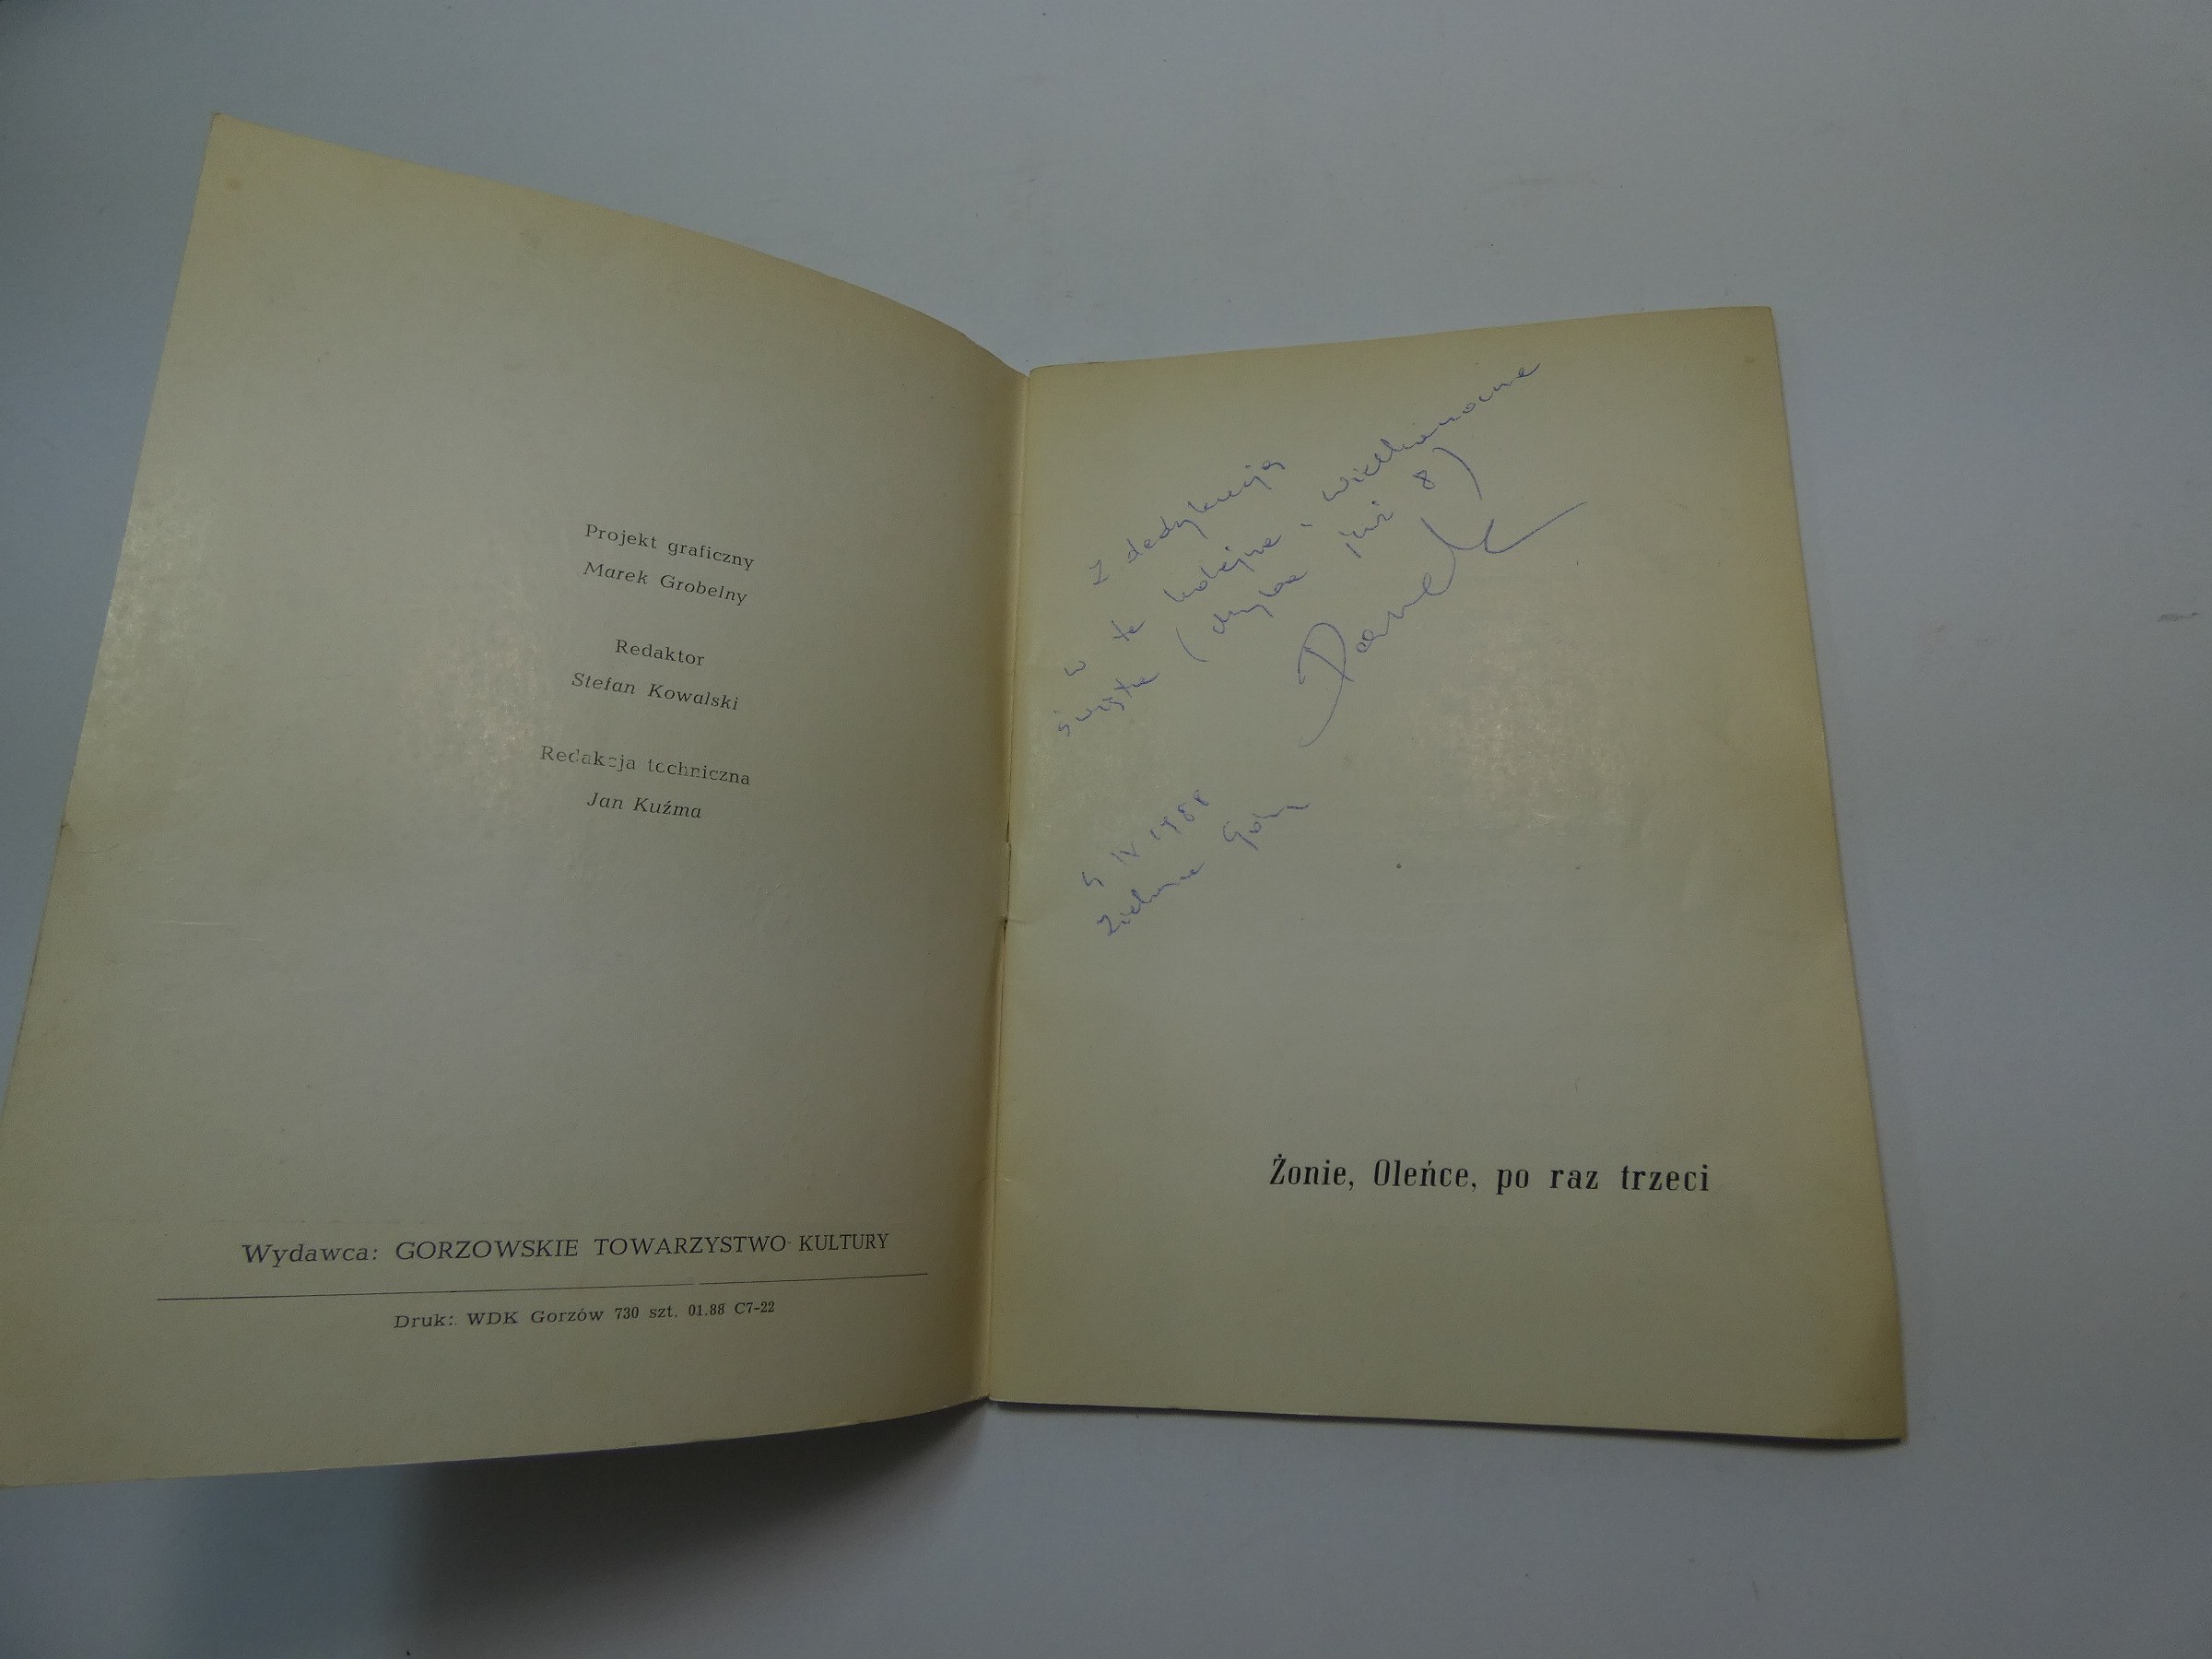 Projekt graficzny
Marek Grobelny
Redaktor
Stefan Kowalski
Redakcja techniczna
Jan Kuźma
Wydawca: GORZOWSKIE TOWARZYSTWO KULTURY
Druk: WDK Gorzów 730 szt. 01.88 C7-22
Z dedykacją
w te kolejne, wielkanocne
święta (chyba już 8)
Darek
4 IV 1988
Zielona Góra
Żonie, Oleńce, po raz trzeci